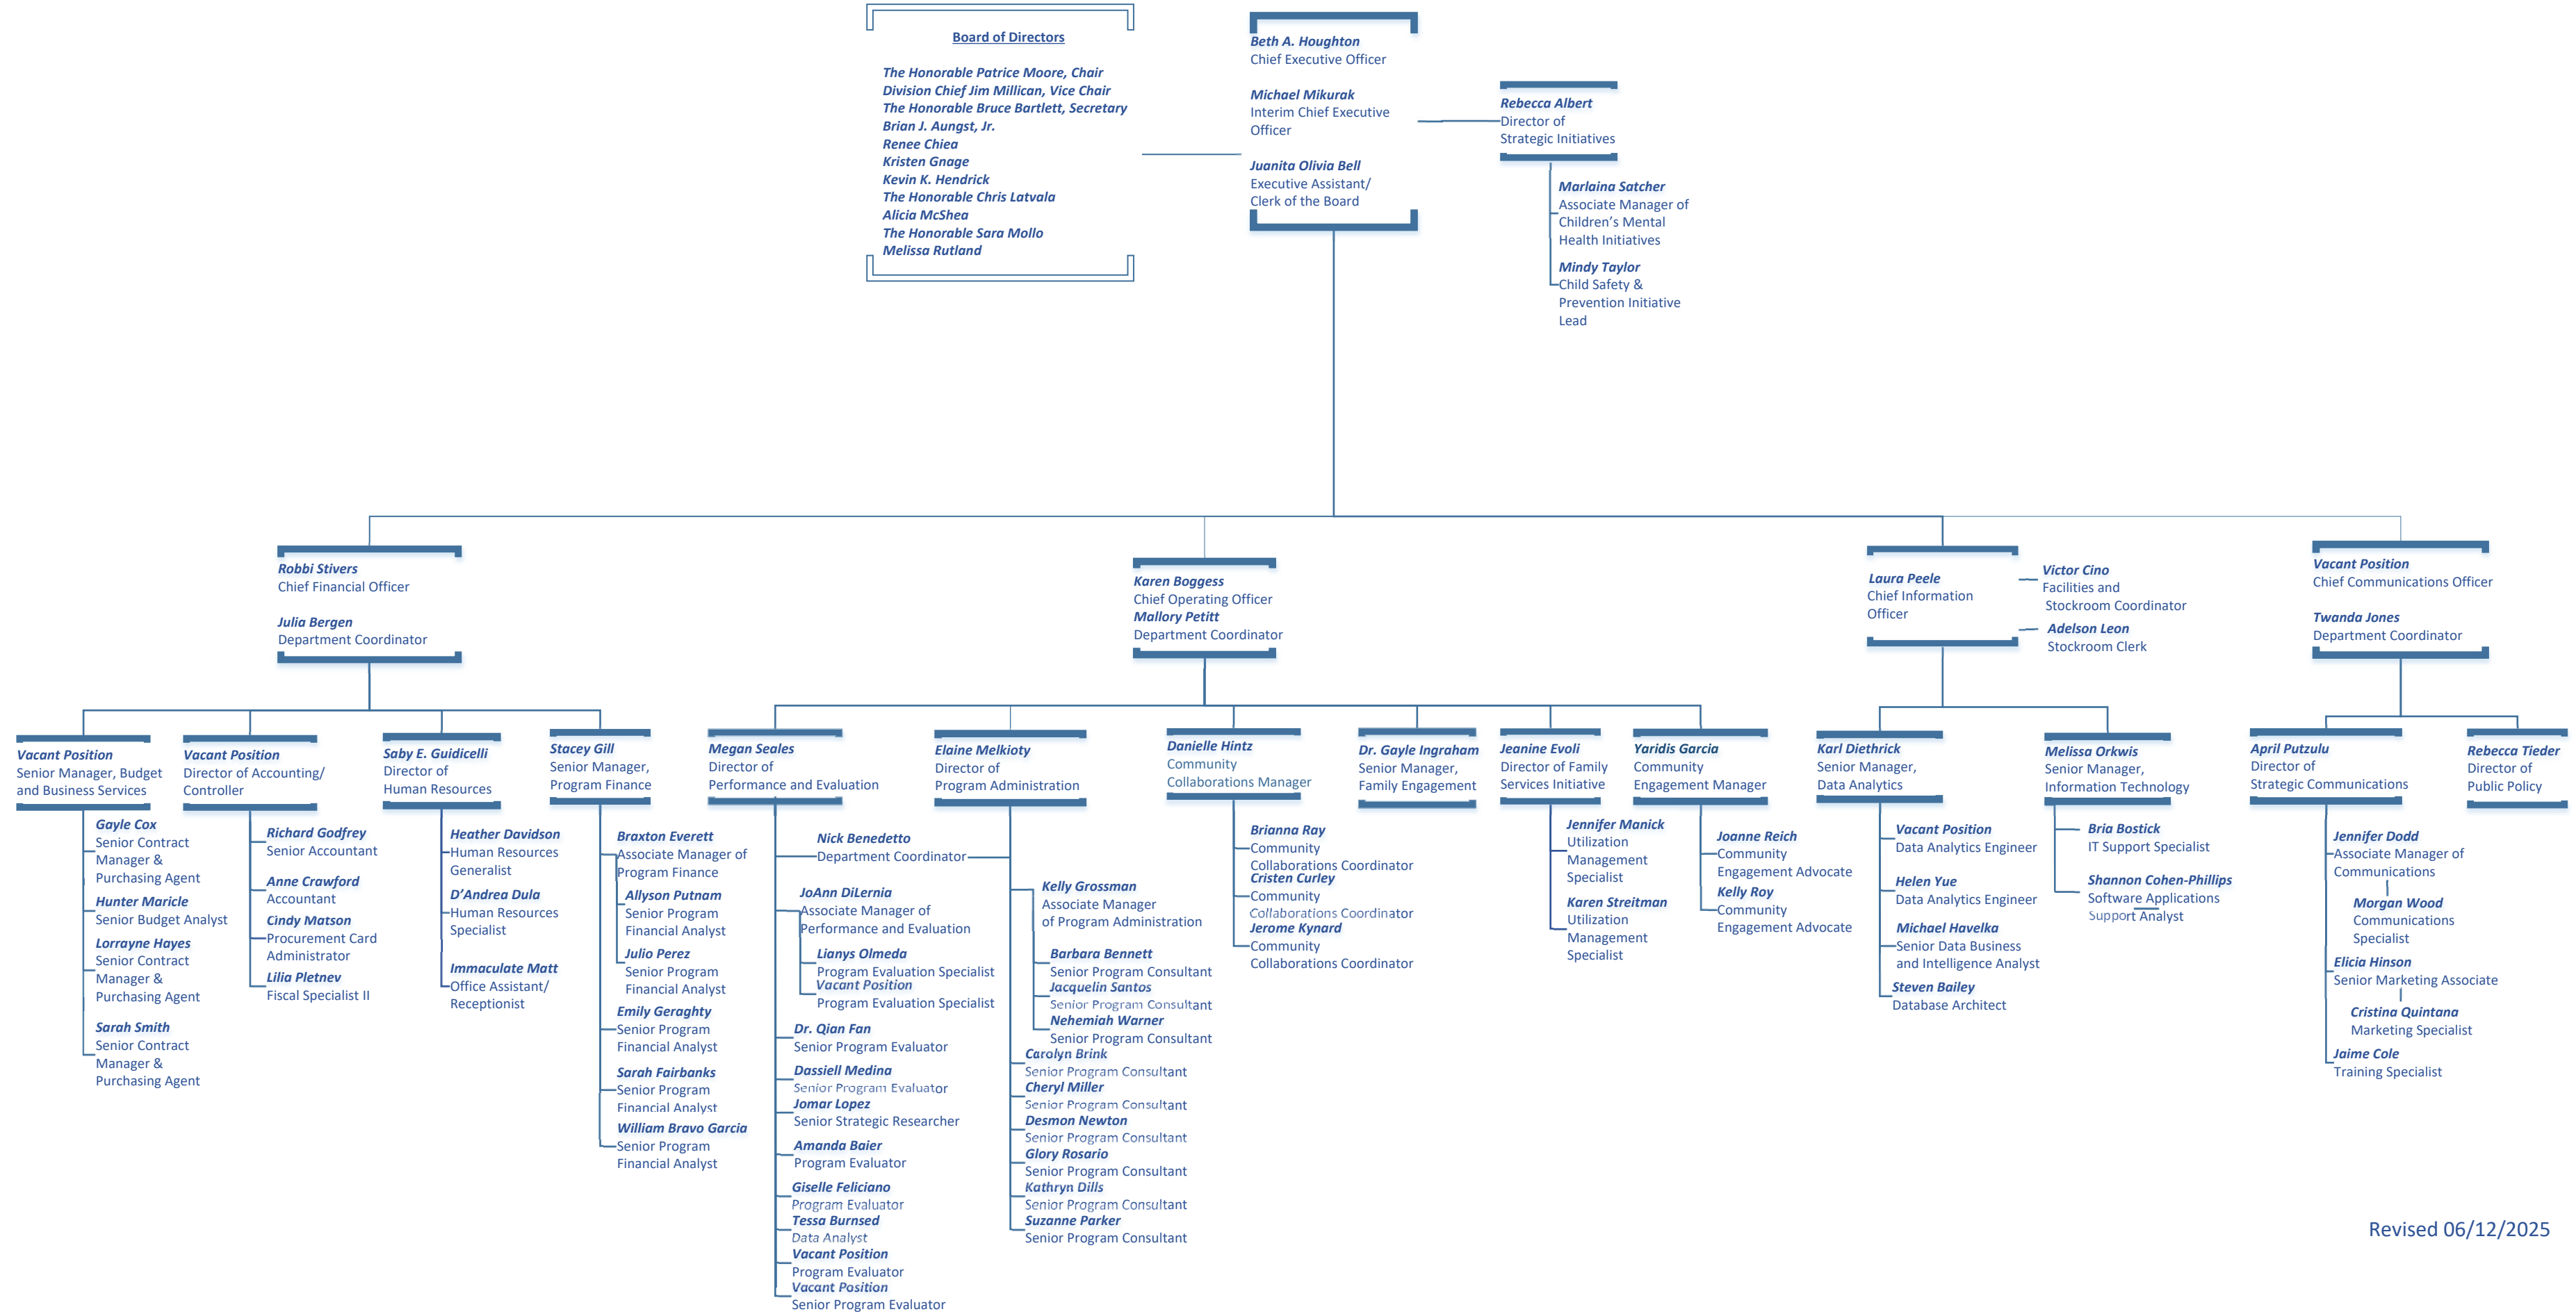 Board of Directors
The Honorable Patrice Moore, Chair
Division Chief Jim Millican, Vice Chair
The Honorable Bruce Bartlett, Secretary
Brian J. Aungst, Jr.
Renee Chiea
Kristen Gnage
Kevin K. Hendrick
The Honorable Chris Latvala
Alicia McShea
The Honorable Sara Mollo
Melissa Rutland
Beth A. Houghton
Chief Executive Officer
Michael Mikurak
Interim Chief Executive
Officer
Juanita Olivia Bell
Executive Assistant/
Clerk of the Board
Rebecca Albert
Director of
Strategic Initiatives
Marlaina Satcher
Associate Manager of
Children’s Mental
Health Initiatives
Mindy Taylor
Child Safety &
Prevention Initiative
Lead
Robbi Stivers
Chief Financial Officer
Julia Bergen
Department Coordinator
Karen Boggess
Chief Operating Officer
Mallory Petitt
Department Coordinator
Laura Peele
Chief Information
Officer
Victor Cino
Facilities and
Stockroom Coordinator
Adelson Leon
Stockroom Clerk
Vacant Position
Chief Communications Officer
Twanda Jones
Department Coordinator
Vacant Position
Senior Manager, Budget
and Business Services
Gayle Cox
Senior Contract
Manager &
Purchasing Agent
Hunter Maricle
Senior Budget Analyst
Lorrayne Hayes
Senior Contract
Manager &
Purchasing Agent
Sarah Smith
Senior Contract
Manager &
Purchasing Agent
Vacant Position
Director of Accounting/
Controller
Richard Godfrey
Senior Accountant
Anne Crawford
Accountant
Cindy Matson
Procurement Card
Administrator
Lilia Pletnev
Fiscal Specialist II
Saby E. Guidicelli
Director of
Human Resources
Heather Davidson
Human Resources
Generalist
D’Andrea Dula
Human Resources
Specialist
Immaculate Matt
Office Assistant/
Receptionist
Stacey Gill
Senior Manager,
Program Finance
Braxton Everett
Associate Manager of
Program Finance
Allyson Putnam
Senior Program
Financial Analyst
Julio Perez
Senior Program
Financial Analyst
Emily Geraghty
Senior Program
Financial Analyst
Sarah Fairbanks
Senior Program
Financial Analyst
William Bravo Garcia
Senior Program
Financial Analyst
Megan Seales
Director of
Performance and Evaluation
Nick Benedetto
Department Coordinator
JoAnn DiLernia
Associate Manager of
Performance and Evaluation
Lianys Olmeda
Program Evaluation Specialist
Vacant Position
Program Evaluation Specialist
Dr. Qian Fan
Senior Program Evaluator
Dassiell Medina
Senior Program Evaluator
Jomar Lopez
Senior Strategic Researcher
Amanda Baier
Program Evaluator
Giselle Feliciano
Program Evaluator
Tessa Burnsed
Data Analyst
Vacant Position
Program Evaluator
Vacant Position
Senior Program Evaluator
Elaine Melkioty
Director of
Program Administration
Kelly Grossman
Associate Manager
of Program Administration
Barbara Bennett
Senior Program Consultant
Jacquelin Santos
Senior Program Consultant
Nehemiah Warner
Senior Program Consultant
Carolyn Brink
Senior Program Consultant
Cheryl Miller
Senior Program Consultant
Desmon Newton
Senior Program Consultant
Glory Rosario
Senior Program Consultant
Kathryn Dills
Senior Program Consultant
Suzanne Parker
Senior Program Consultant
Danielle Hintz
Community
Collaborations Manager
Brianna Ray
Community
Collaborations Coordinator
Cristen Curley
Community
Collaborations Coordinator
Jerome Kynard
Community
Collaborations Coordinator
Dr. Gayle Ingraham
Senior Manager,
Family Engagement
Jeanine Evoli
Director of Family
Services Initiative
Jennifer Manick
Utilization
Management
Specialist
Karen Streitman
Utilization
Management
Specialist
Yaridis Garcia
Community
Engagement Manager
Joanne Reich
Community
Engagement Advocate
Kelly Roy
Community
Engagement Advocate
Karl Diethrick
Senior Manager,
Data Analytics
Vacant Position
Data Analytics Engineer
Helen Yue
Data Analytics Engineer
Michael Havelka
Senior Data Business
and Intelligence Analyst
Steven Bailey
Database Architect
Melissa Orkwis
Senior Manager,
Information Technology
Bria Bostick
IT Support Specialist
Shannon Cohen-Phillips
Software Applications
Support Analyst
April Putzulu
Director of
Strategic Communications
Jennifer Dodd
Associate Manager of
Communications
Morgan Wood
Communications
Specialist
Elicia Hinson
Senior Marketing Associate
Cristina Quintana
Marketing Specialist
Jaime Cole
Training Specialist
Rebecca Tieder
Director of
Public Policy
Revised 06/12/2025